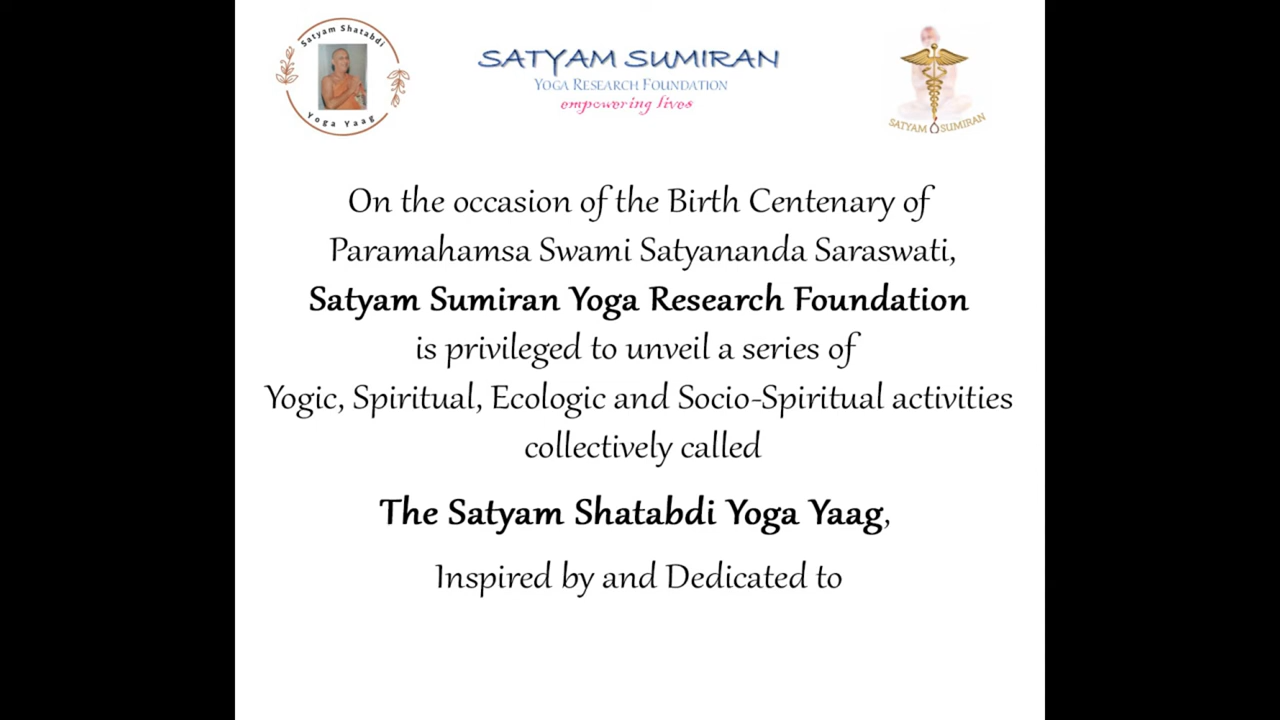 Satyam Shatabdi
Yoga Yaag
SATYAM SUMIRAN
YOGA RESEARCH FOUNDATION
empowering lives
SATYAM SUMIRAN
On the occasion of the Birth Centenary of
Paramahamsa Swami Satyananda Saraswati,
Satyam Sumiran Yoga Research Foundation
is privileged to unveil a series of
Yogic, Spiritual, Ecologic and Socio-Spiritual activities
collectively called
The Satyam Shatabdi Yoga Yaag,
Inspired by and Dedicated to